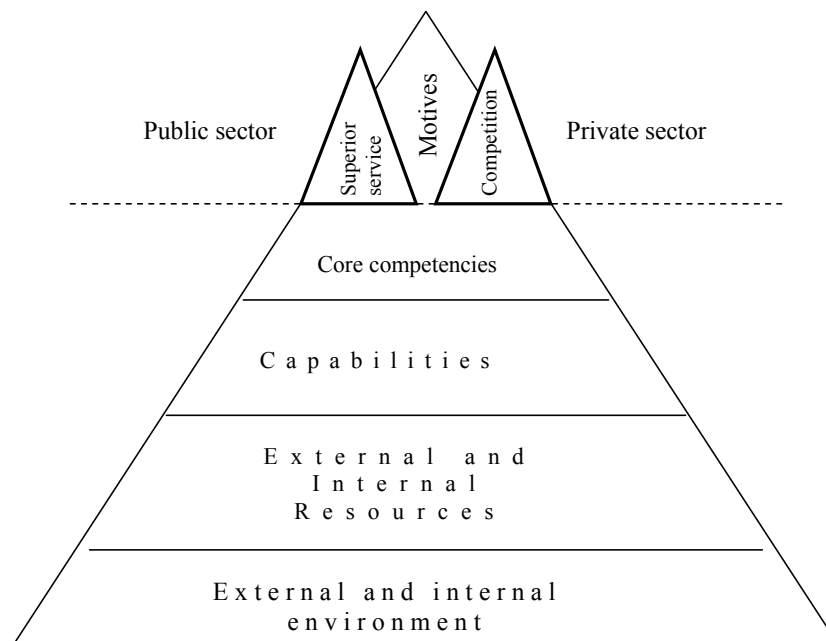 Public sector
Superior
service
Motives
Competition
Private sector
Core competencies
Capabilities
External and
Internal
Resources
External and internal
environment